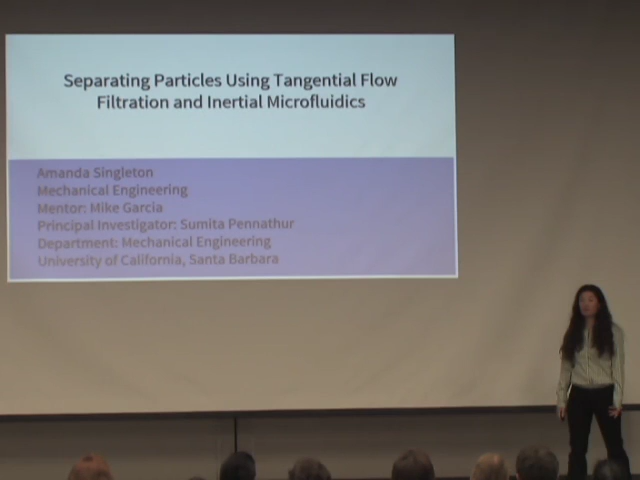 Separating Particles Using Tangential Flow
Filtration and Inertial Microfluidics
Amanda Singleton
Mechanical Engineering
Mentor: Mike Garcia
Principal Investigator: Sumita Pennathur
Department: Mechanical Engineering
University of California, Santa Barbara